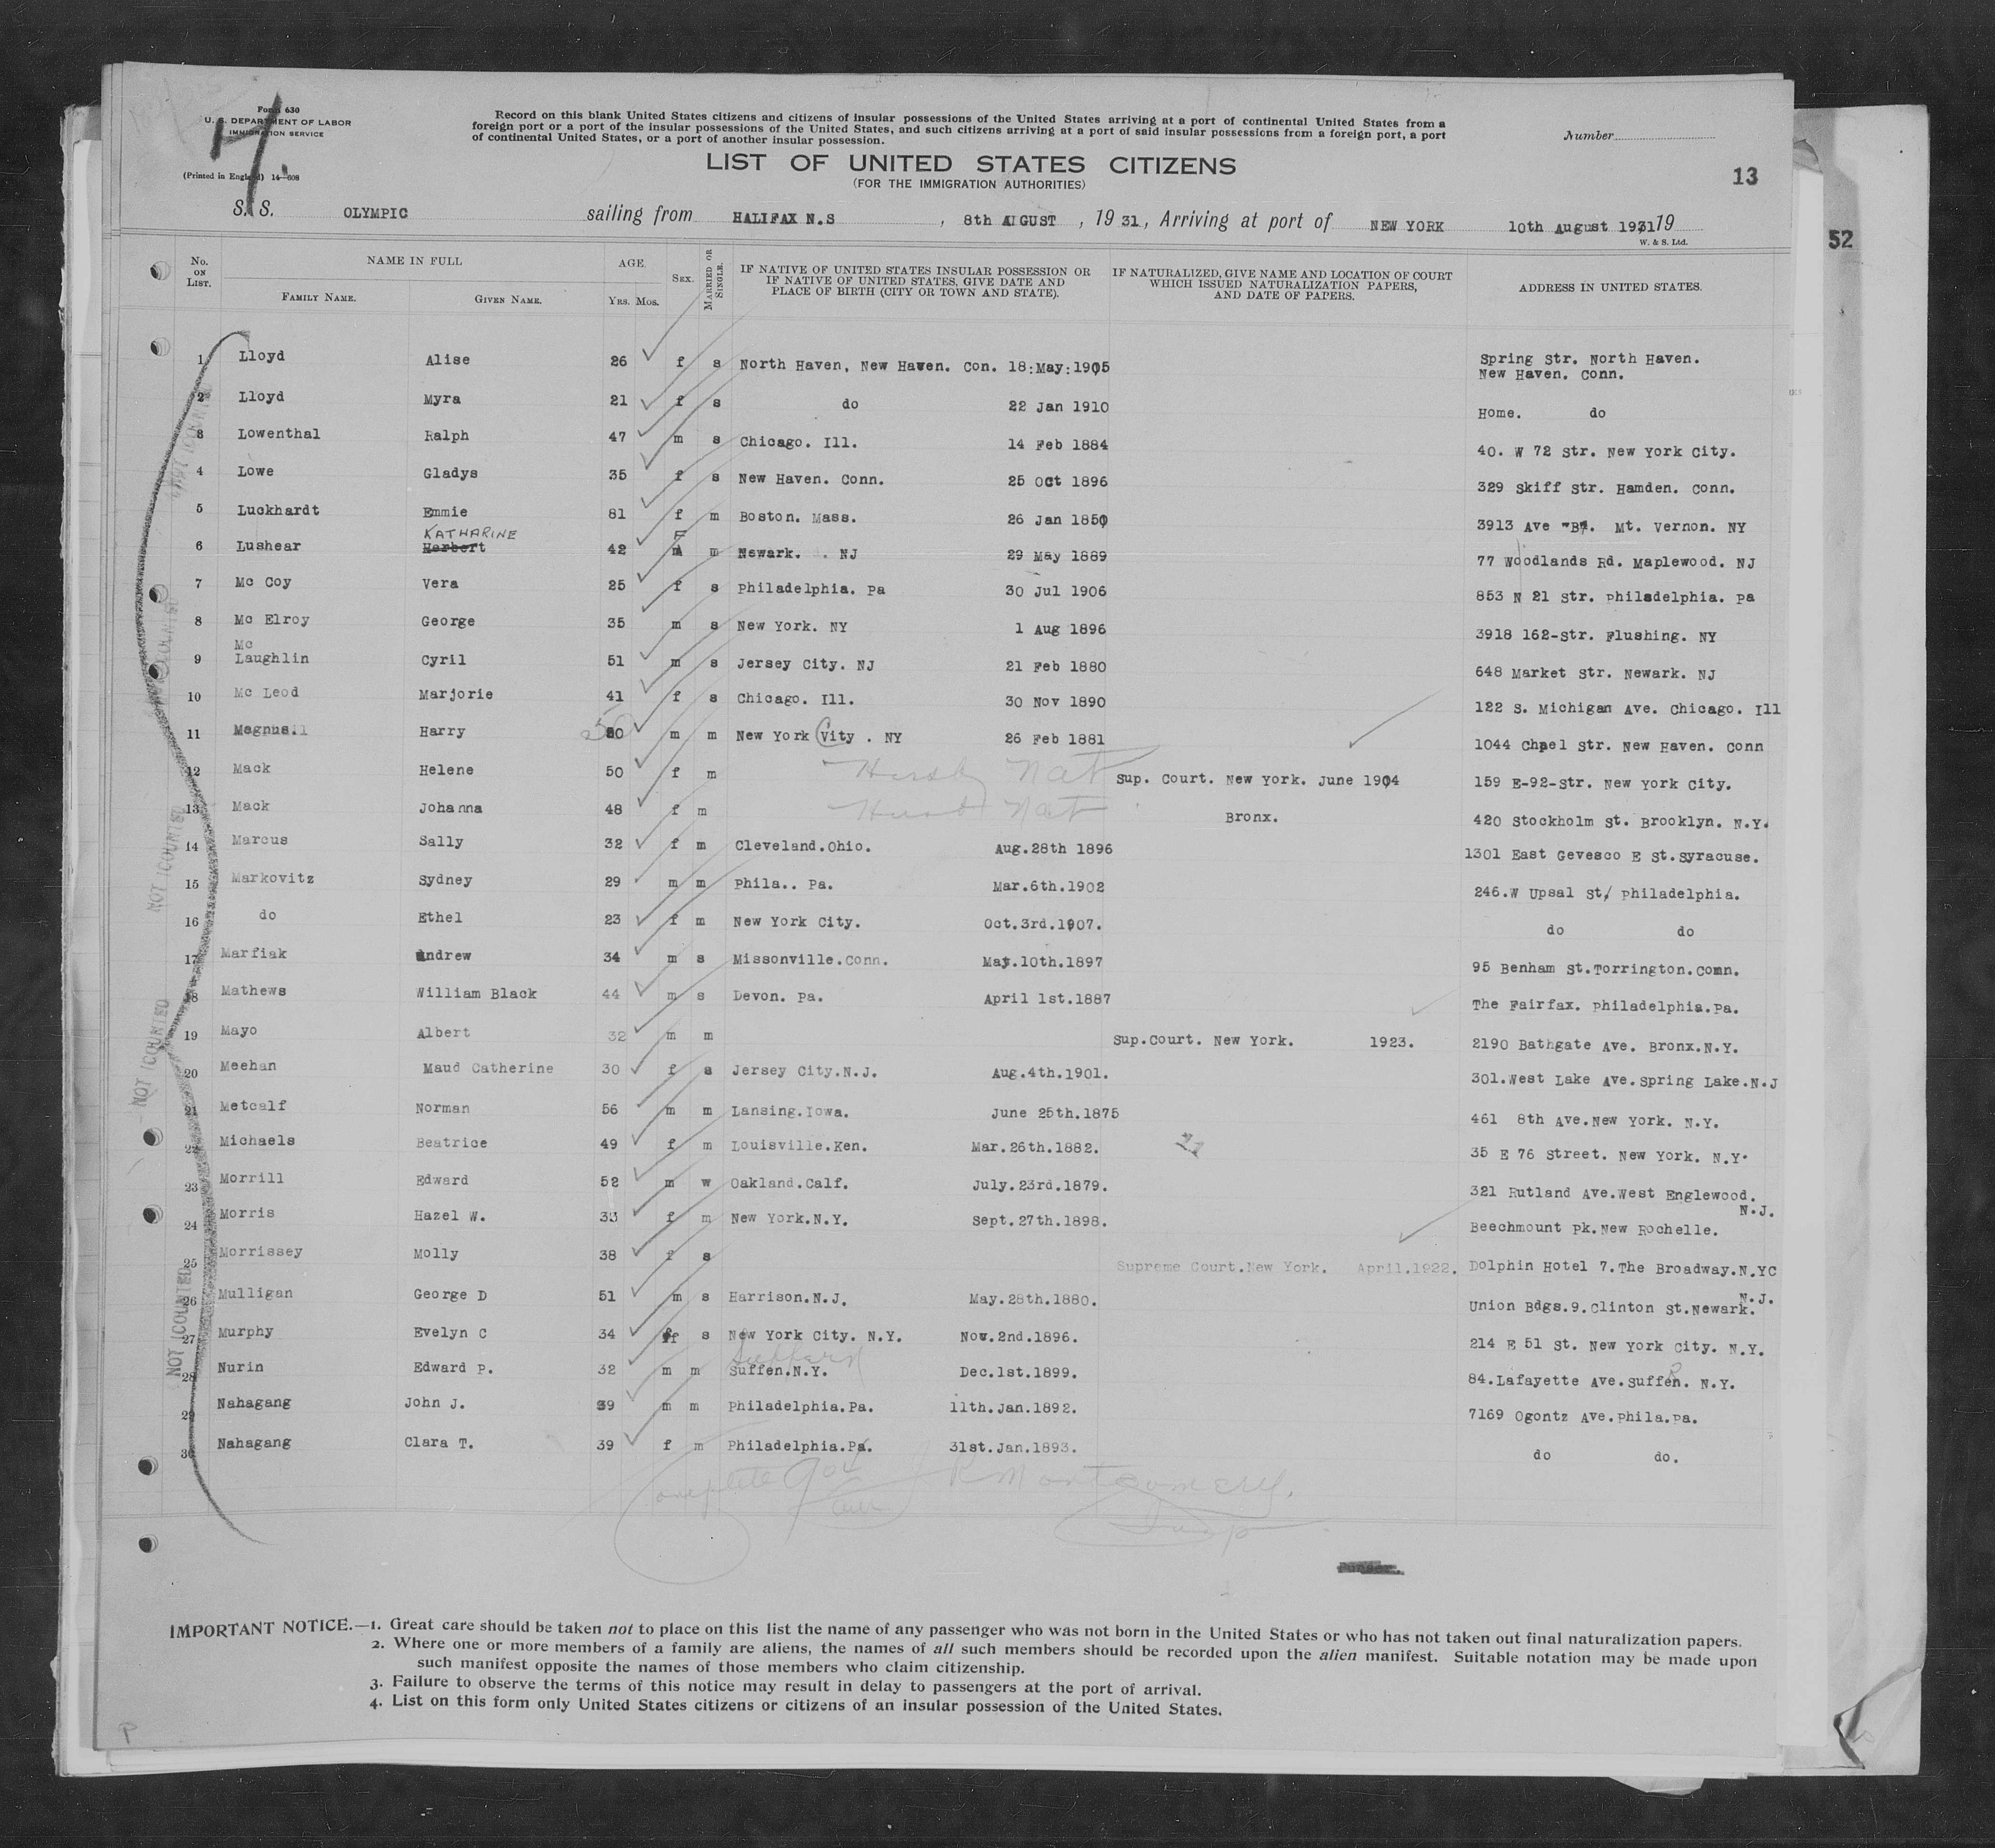 Form 630
U. S. DEPARTMENT OF LABOR
IMMIGRATION SERVICE
(Printed in England) 14—608
Record on this blank United States citizens and citizens of insular possessions of the United States arriving at a port of continental United States from a
foreign port or a port of the insular possessions of the United States, and such citizens arriving at a port of said insular possessions from a foreign port, a port
of continental United States, or a port of another insular possession.
Number
LIST OF UNITED STATES CITIZENS
(FOR THE IMMIGRATION AUTHORITIES)
13
S. S. OLYMPIC sailing from HALIFAX N.S , 8th AUGUST , 19 31, Arriving at port of NEW YORK 10th August 1931 19
W. & S. Ltd.
52
No. ON LIST. NAME IN FULL AGE. SEX. MARRIED OR SINGLE. IF NATIVE OF UNITED STATES INSULAR POSSESSION OR IF NATIVE OF UNITED STATES, GIVE DATE AND PLACE OF BIRTH (CITY OR TOWN AND STATE). IF NATURALIZED, GIVE NAME AND LOCATION OF COURT WHICH ISSUED NATURALIZATION PAPERS, AND DATE OF PAPERS. ADDRESS IN UNITED STATES.
FAMILY NAME. GIVEN NAME. YRS. MOS.
1 Lloyd Alise 26 f s North Haven, New Haven. Con. 18:May:1905 Spring Str. North Haven.
New Haven. Conn.
2 Lloyd Myra 21 f s do 22 Jan 1910 Home. do
3 Lowenthal Ralph 47 m s Chicago. Ill. 14 Feb 1884 40. W 72 Str. New York City.
4 Lowe Gladys 35 f s New Haven. Conn. 25 Oct 1896 329 Skiff Str. Hamden. Conn.
5 Luckhardt Emmie 81 f m Boston. Mass. 26 Jan 1850 3913 Ave "B". Mt. Vernon. NY
KATHARINE F
6 Lushear Herbert 42 m Newark. NJ 29 May 1889 77 Woodlands Rd. Maplewood. NJ
7 Mc Coy Vera 25 f s Philadelphia. Pa 30 Jul 1906 853 N 21 Str. Philadelphia. Pa
8 Mc Elroy George 35 m s New York. NY 1 Aug 1896 3918 162-Str. Flushing. NY
Mc
9 Laughlin Cyril 51 m s Jersey City. NJ 21 Feb 1880 648 Market Str. Newark. NJ
10 Mc Leod Marjorie 41 f s Chicago. Ill. 30 Nov 1890 122 S. Michigan Ave. Chicago. Ill
11 Harry 50 m m New York City . NY 26 Feb 1881 1044 Chpel Str. New Haven. Conn
12 Mack Helene 50 f m Husb Nat Sup. Court. New York. June 1904 159 E-92-Str. New York City.
13 Mack Johanna 48 f m Husb Nat Bronx. 420 Stockholm St. Brooklyn. N.Y.
14 Marcus Sally 32 f m Cleveland.Ohio. Aug.28th 1896 1301 East Gevesco E St.Syracuse.
15 Markovitz Sydney 29 m m Phila.. Pa. Mar.6th.1902 246.W Upsal St/ Philadelphia.
16 do Ethel 23 f m New York City. Oct.3rd.1907. do do
17 Marfiak Andrew 34 m s Missonville.Conn. May.10th.1897 95 Benham St.Torrington.Conn.
18 Mathews William Black 44 m s Devon. Pa. April 1st.1887 The Fairfax. Philadelphia.Pa.
19 Mayo Albert 32 m m Sup.Court. New York. 1923. 2190 Bathgate Ave. Bronx.N.Y.
20 Meehan Maud Catherine 30 f s Jersey City.N.J. Aug.4th.1901. 301.West Lake Ave.Spring Lake.N.J
21 Metcalf Norman 56 m m Lansing.Iowa. June 25th.1875 461 8th Ave.New York. N.Y.
22 Michaels Beatrice 49 f m Louisville.Ken. Mar.26th.1882. 21 35 E 76 Street. New York. N.Y.
23 Morrill Edward 52 m w Oakland.Calf. July.23rd.1879. 321 Rutland Ave.West Englewood.
N.J.
24 Morris Hazel W. 33 f m New York.N.Y. Sept.27th.1898. Beechmount Pk.New Rochelle.
25 Morrissey Molly 38 f s Supreme Court.New York. April.1922. Dolphin Hotel 7.The Broadway.N.YC
26 Mulligan George D 51 m s Harrison.N.J. May.28th.1880. Union Bdgs.9.Clinton St.Newark. N.J.
27 Murphy Evelyn C 34 f s New York City. N.Y. Nov.2nd.1896. 214 E 51 St. New York City. N.Y.
Suffern
28 Nurin Edward P. 32 m m Suffen.N.Y. Dec.1st.1899. 84.Lafayette Ave.Suffen. N.Y.
29 Nahagang John J. 39 m m Philadelphia.Pa. 11th.Jan.1892. 7169 Ogontz Ave.Phila.Pa.
30 Nahagang Clara T. 39 f m Philadelphia.Pa. 31st.Jan.1893. do do.
NOT COUNTED
NOT COUNTED
NOT COUNTED
NOT COUNTED
NOT COUNTED
Complete R Montgomery.
Insp
IMPORTANT NOTICE.—1. Great care should be taken not to place on this list the name of any passenger who was not born in the United States or who has not taken out final naturalization papers.
2. Where one or more members of a family are aliens, the names of all such members should be recorded upon the alien manifest. Suitable notation may be made upon
such manifest opposite the names of those members who claim citizenship.
3. Failure to observe the terms of this notice may result in delay to passengers at the port of arrival.
4. List on this form only United States citizens or citizens of an insular possession of the United States.
P